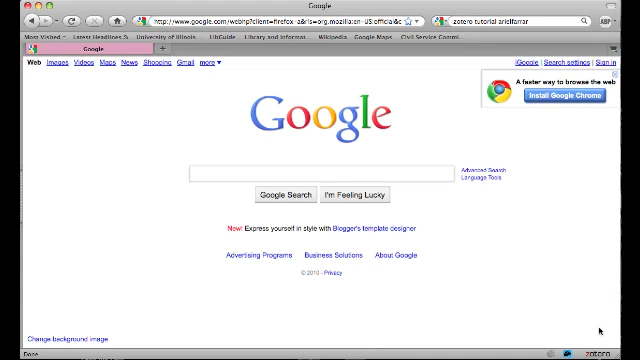 Google
http://www.google.com/webhp?client=firefox-a&rls=org.mozilla:en-US:official&c
zotero tutorial arielfarrar
ABP
Most Visited
Latest Headlines
University of Illinois
LibGuide
Library and Informat...
Wikipedia
Google Maps
Civil Service Commi...
Google
Web Images Videos Maps News Shopping Gmail more
iGoogle | Search settings | Sign in
A faster way to browse the web
Install Google Chrome
Google
Advanced Search
Language Tools
Google Search
I'm Feeling Lucky
New! Express yourself in style with Blogger's template designer
Advertising Programs Business Solutions About Google
© 2010 - Privacy
Change background image
Done
zotero